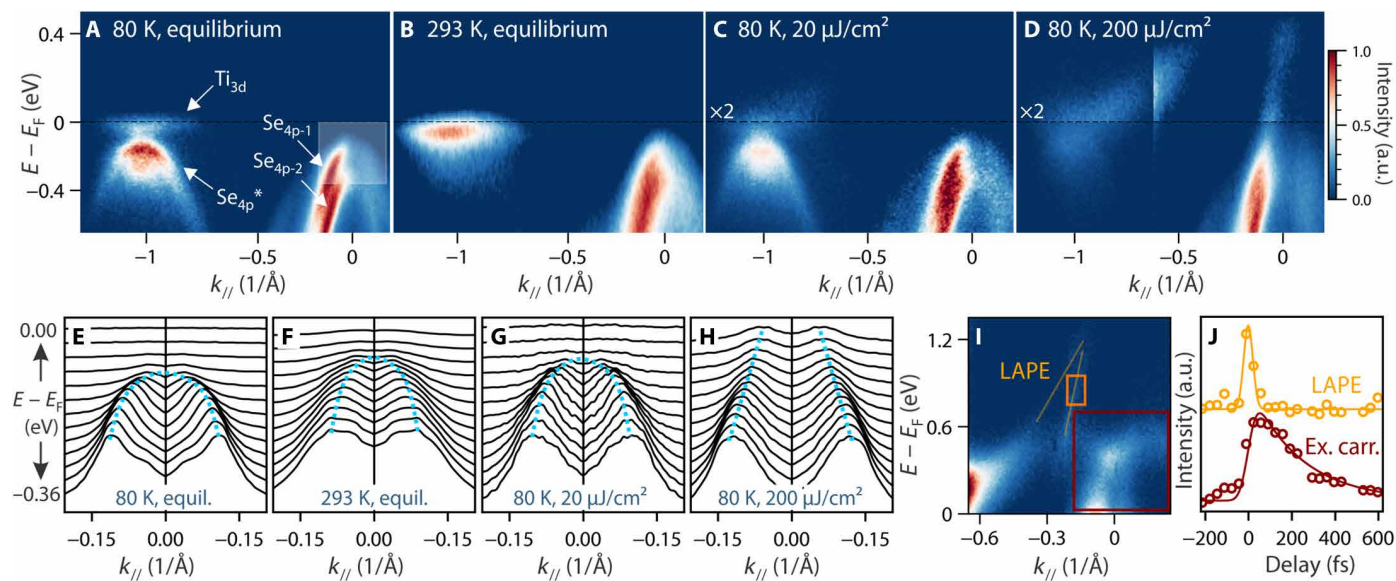 A 80 K, equilibrium
B 293 K, equilibrium
C 80 K, 20 μJ/cm²
D 80 K, 200 μJ/cm²
0.4
0
−0.4
E − E_F (eV)
Ti3d
Se4p-1
Se4p-2
Se4p*
×2
×2
1.0
0.5
0.0
Intensity (a.u.)
−1 −0.5 0
−1 −0.5 0
−1 −0.5 0
−1 −0.5 0
k// (1/Å)
k// (1/Å)
k// (1/Å)
k// (1/Å)
E
F
G
H
I
J
0.00
E − E_F
(eV)
−0.36
80 K, equil.
293 K, equil.
80 K, 20 μJ/cm²
80 K, 200 μJ/cm²
−0.15 0.00 −0.15
−0.15 0.00 −0.15
−0.15 0.00 −0.15
−0.15 0.00 −0.15
k// (1/Å)
k// (1/Å)
k// (1/Å)
k// (1/Å)
1.2
0.6
0
E − E_F (eV)
LAPE
−0.6 −0.3 0
k// (1/Å)
Intensity (a.u.)
LAPE
Ex. carr.
−200 0 200 400 600
Delay (fs)